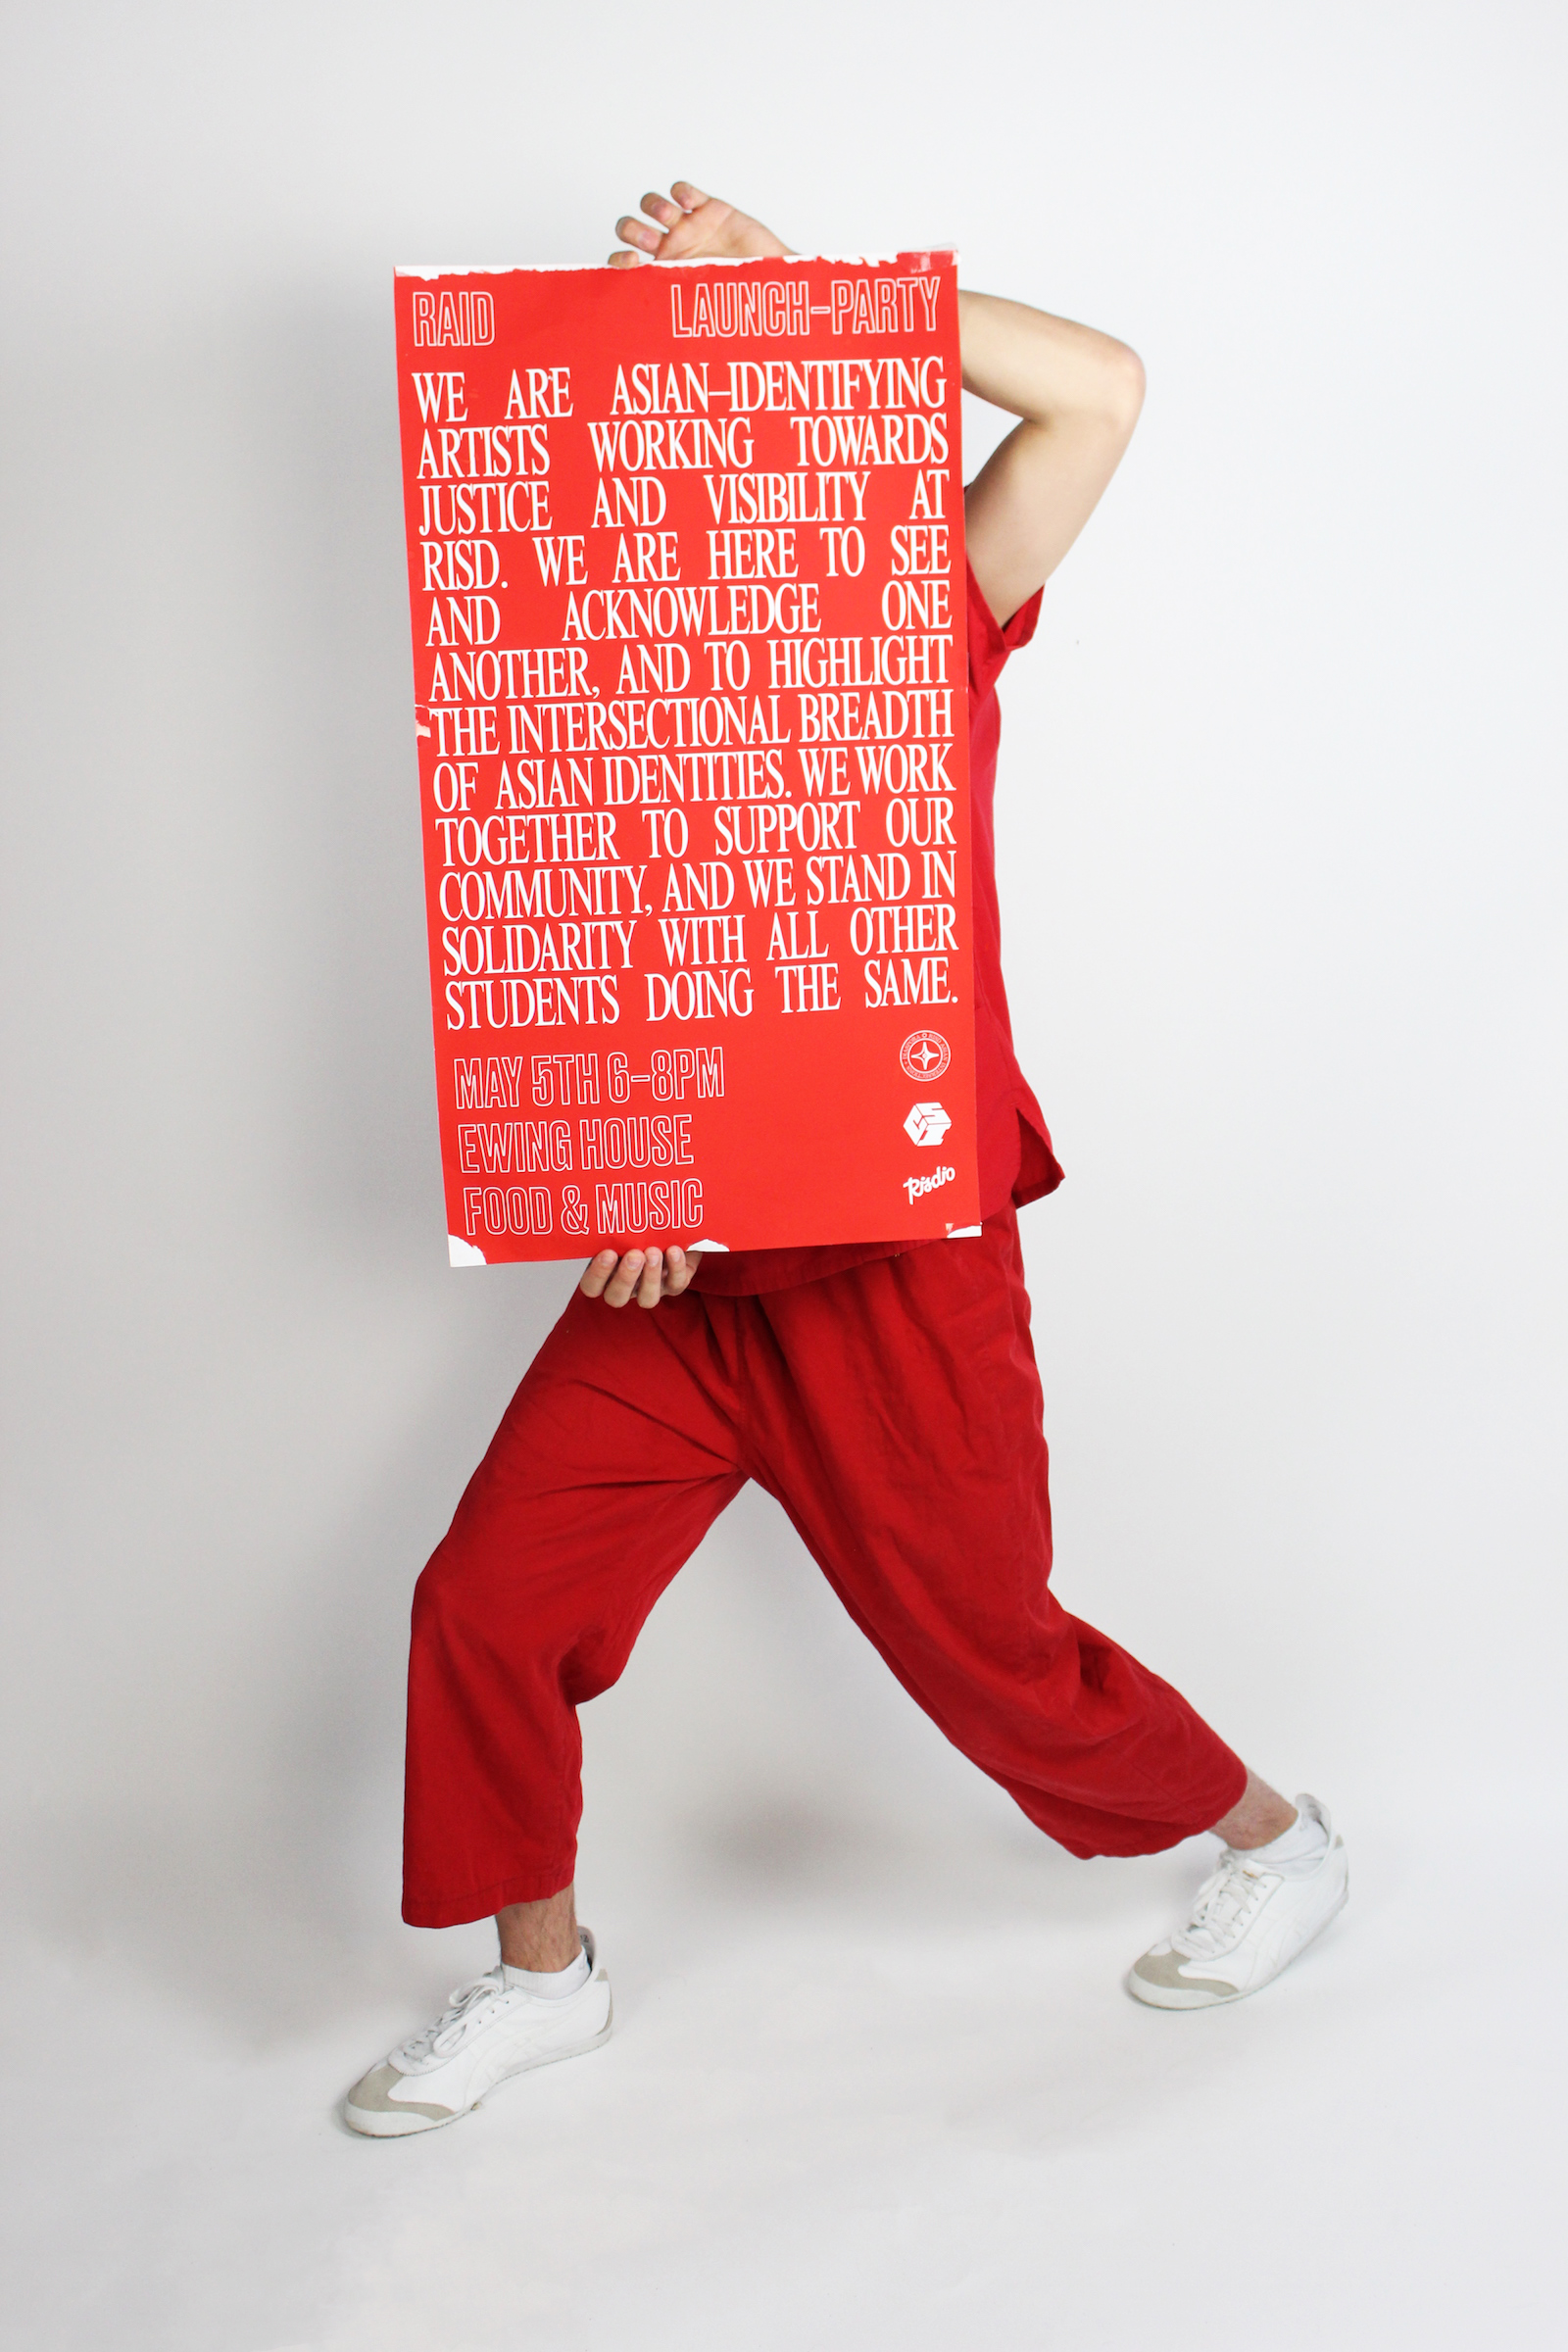 RAID LAUNCH-PARTY
WE ARE ASIAN-IDENTIFYING
ARTISTS WORKING TOWARDS
JUSTICE AND VISIBILITY AT
RISD. WE ARE HERE TO SEE
AND ACKNOWLEDGE ONE
ANOTHER, AND TO HIGHLIGHT
THE INTERSECTIONAL BREADTH
OF ASIAN IDENTITIES. WE WORK
TOGETHER TO SUPPORT OUR
COMMUNITY, AND WE STAND IN
SOLIDARITY WITH ALL OTHER
STUDENTS DOING THE SAME.
MAY 5TH 6-8PM
EWING HOUSE
FOOD & MUSIC
Risdio